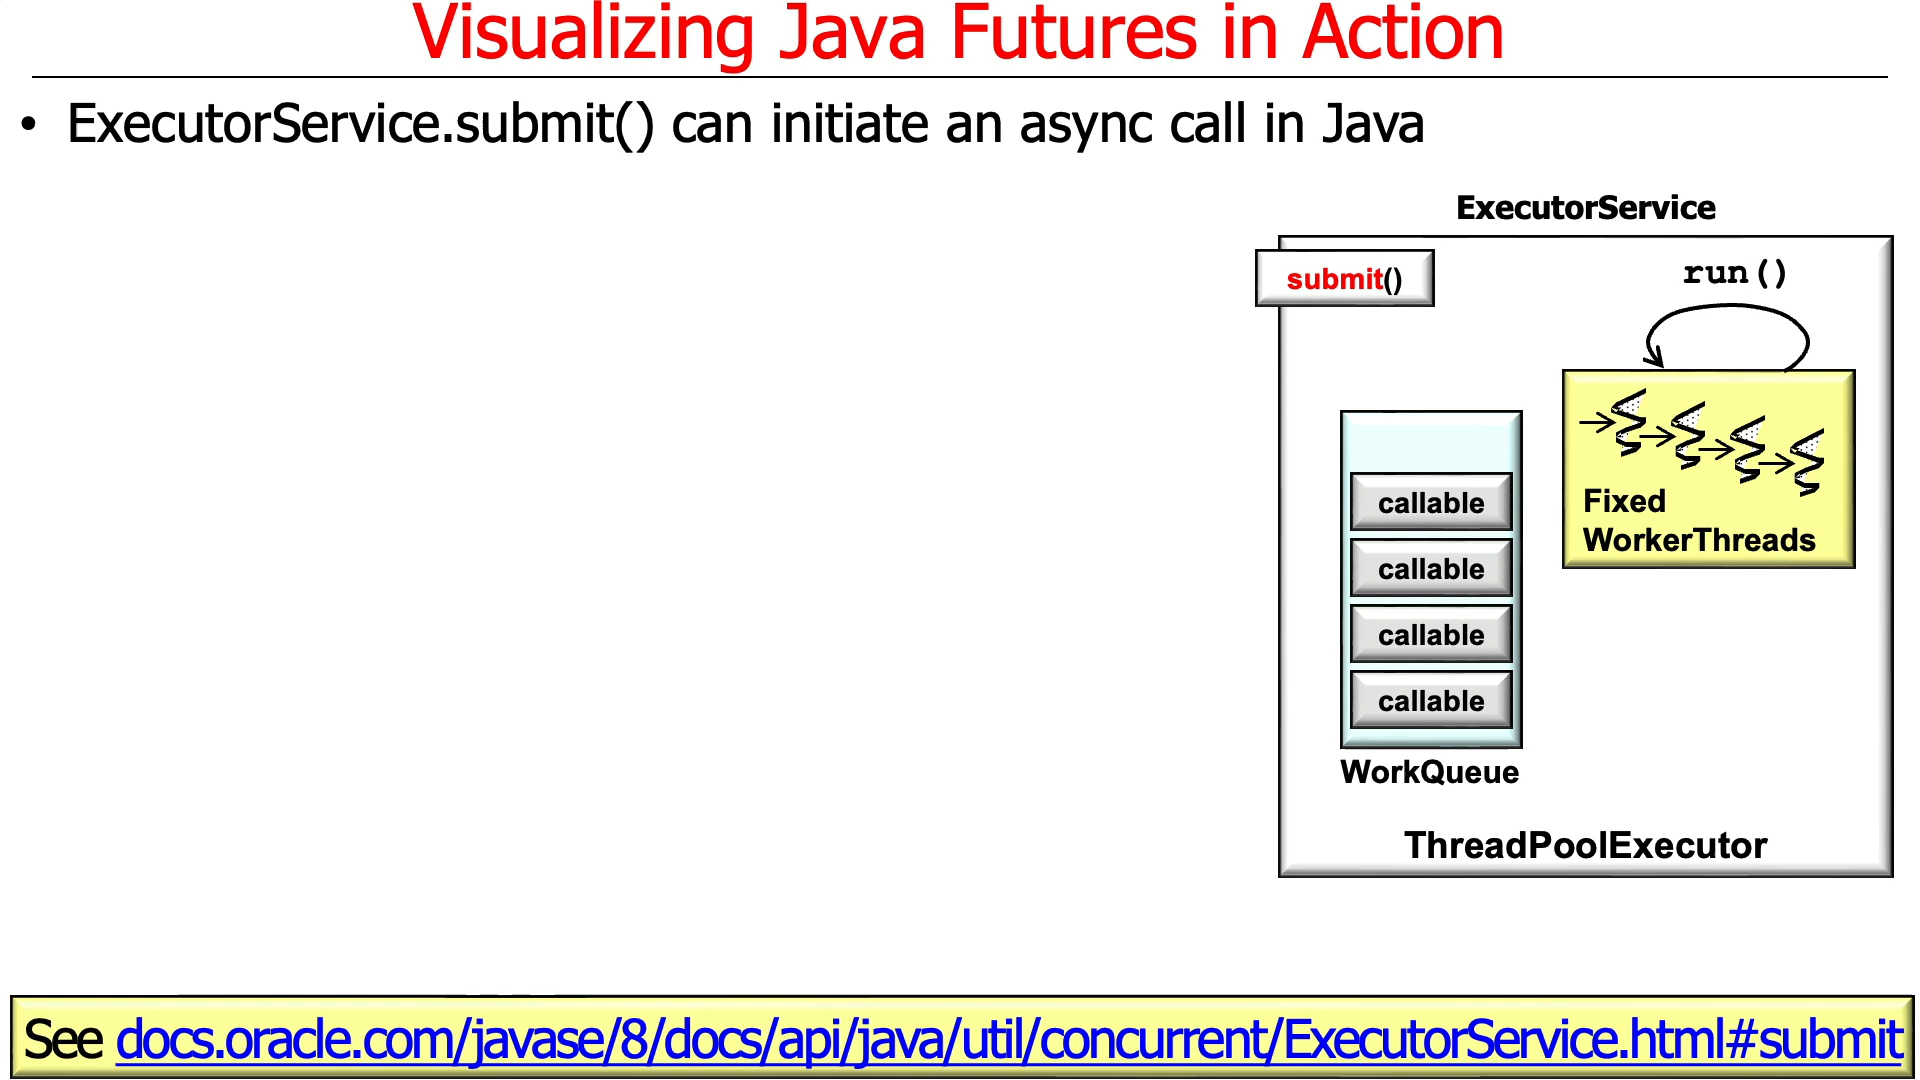 Visualizing Java Futures in Action
• ExecutorService.submit() can initiate an async call in Java
ExecutorService
submit()
run()
Fixed
WorkerThreads
callable
callable
callable
callable
WorkQueue
ThreadPoolExecutor
See docs.oracle.com/javase/8/docs/api/java/util/concurrent/ExecutorService.html#submit